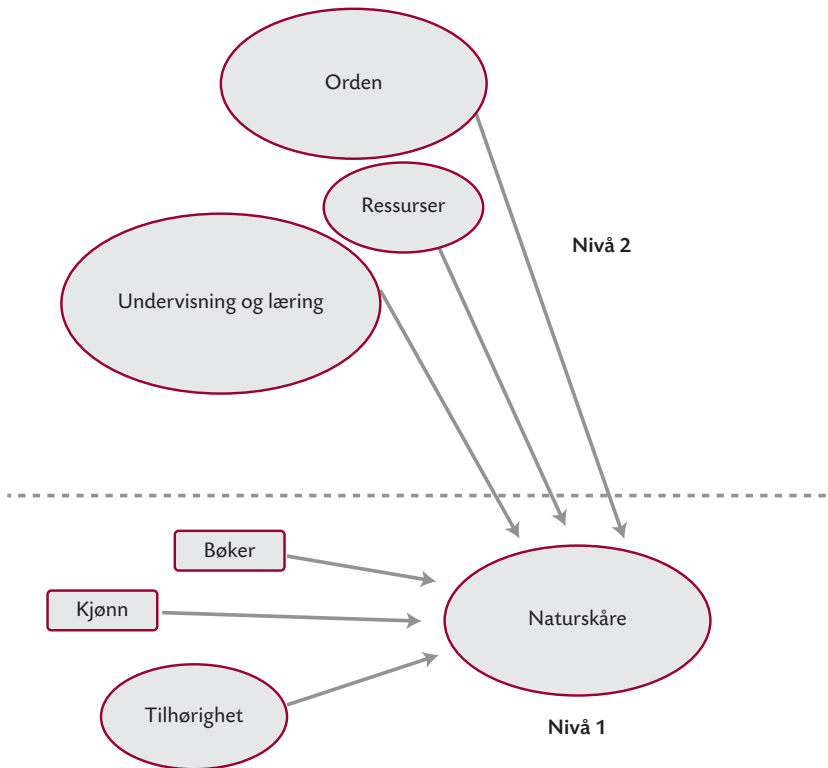 Orden
Ressurser
Nivå 2
Undervisning og læring
Bøker
Kjønn
Naturskåre
Tilhørighet
Nivå 1